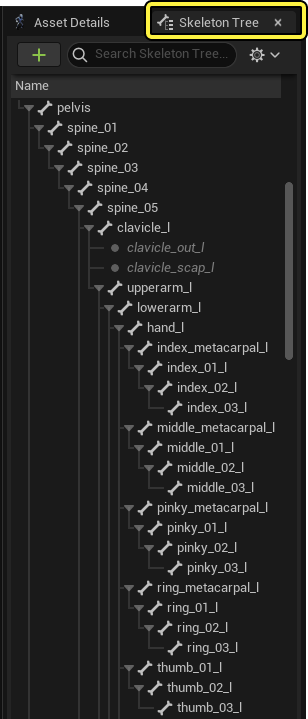 Asset Details
Skeleton Tree
Search Skeleton Tree...
Name
pelvis
spine_01
spine_02
spine_03
spine_04
spine_05
clavicle_l
clavicle_out_l
clavicle_scap_l
upperarm_l
lowerarm_l
hand_l
index_metacarpal_l
index_01_l
index_02_l
index_03_l
middle_metacarpal_l
middle_01_l
middle_02_l
middle_03_l
pinky_metacarpal_l
pinky_01_l
pinky_02_l
pinky_03_l
ring_metacarpal_l
ring_01_l
ring_02_l
ring_03_l
thumb_01_l
thumb_02_l
thumb_03_l